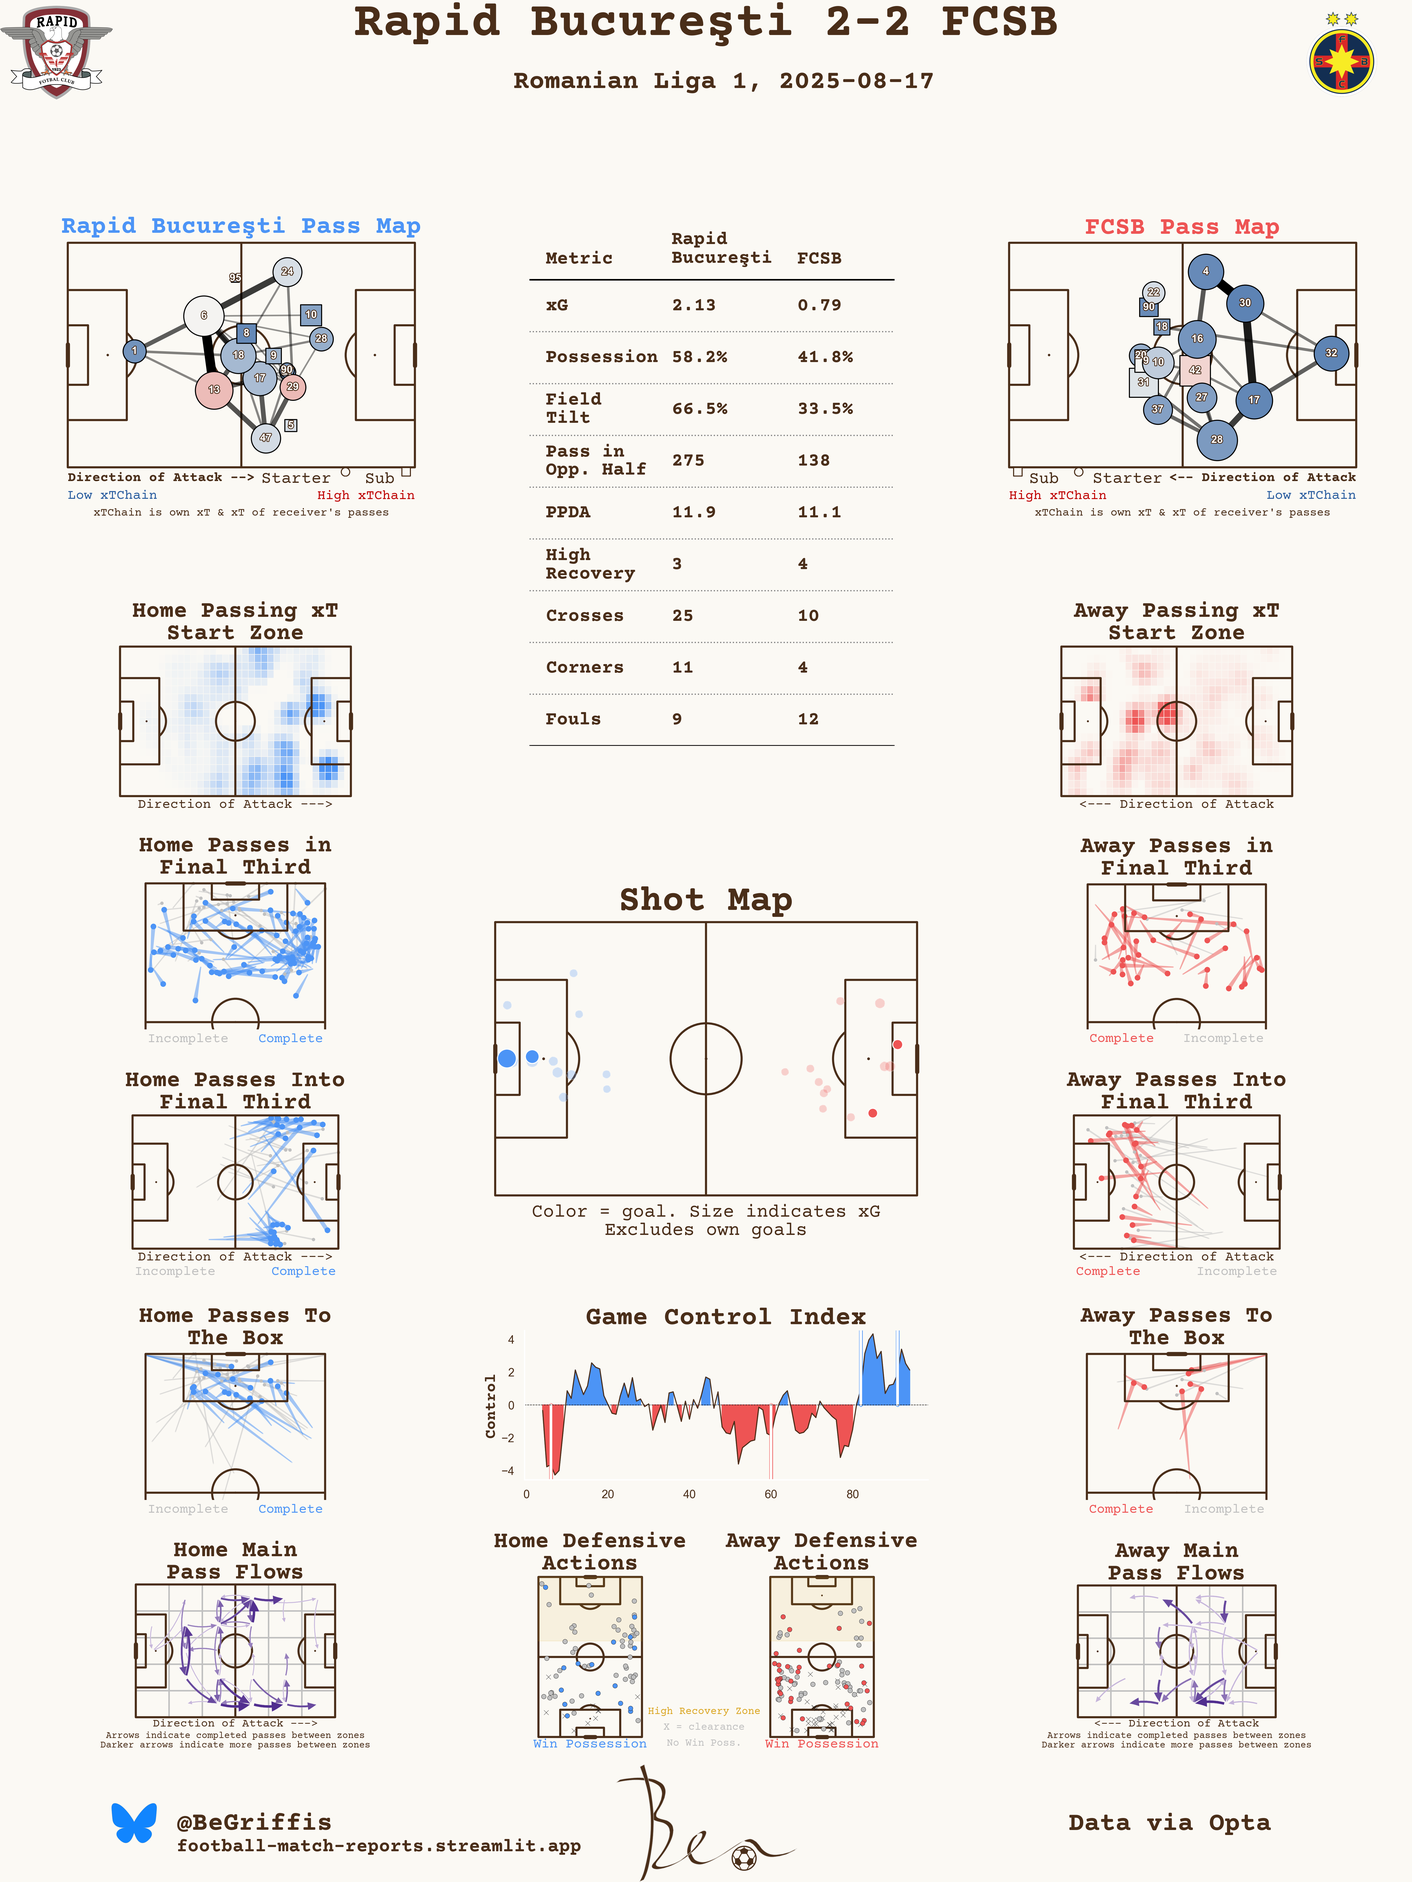 Rapid Bucureşti 2-2 FCSB
Romanian Liga 1, 2025-08-17
RAPID
FOTBAL CLUB
F
S B
C
Rapid Bucureşti Pass Map
95
24
6
10
8
28
1
18
9
90
17
13
29
5
47
Direction of Attack --> Starter Sub
Low xTChain High xTChain
xTChain is own xT & xT of receiver's passes
Metric Rapid Bucureşti FCSB
xG 2.13 0.79
Possession 58.2% 41.8%
Field Tilt 66.5% 33.5%
Pass in Opp. Half 275 138
PPDA 11.9 11.1
High Recovery 3 4
Crosses 25 10
Corners 11 4
Fouls 9 12
FCSB Pass Map
4
22
90
30
18
16
20
9
10
32
42
31
27
17
37
28
Sub Starter <-- Direction of Attack
High xTChain Low xTChain
xTChain is own xT & xT of receiver's passes
Home Passing xT
Start Zone
Direction of Attack --->
Away Passing xT
Start Zone
<--- Direction of Attack
Home Passes in
Final Third
Incomplete Complete
Away Passes in
Final Third
Complete Incomplete
Shot Map
Color = goal. Size indicates xG
Excludes own goals
Home Passes Into
Final Third
Direction of Attack --->
Incomplete Complete
Away Passes Into
Final Third
<--- Direction of Attack
Complete Incomplete
Home Passes To
The Box
Incomplete Complete
Game Control Index
Control
4
2
0
−2
−4
0 20 40 60 80
Away Passes To
The Box
Complete Incomplete
Home Main
Pass Flows
Direction of Attack --->
Arrows indicate completed passes between zones
Darker arrows indicate more passes between zones
Home Defensive
Actions
Win Possession
High Recovery Zone
X = clearance
No Win Poss.
Away Defensive
Actions
Win Possession
Away Main
Pass Flows
<--- Direction of Attack
Arrows indicate completed passes between zones
Darker arrows indicate more passes between zones
@BeGriffis
football-match-reports.streamlit.app
Ben
Data via Opta